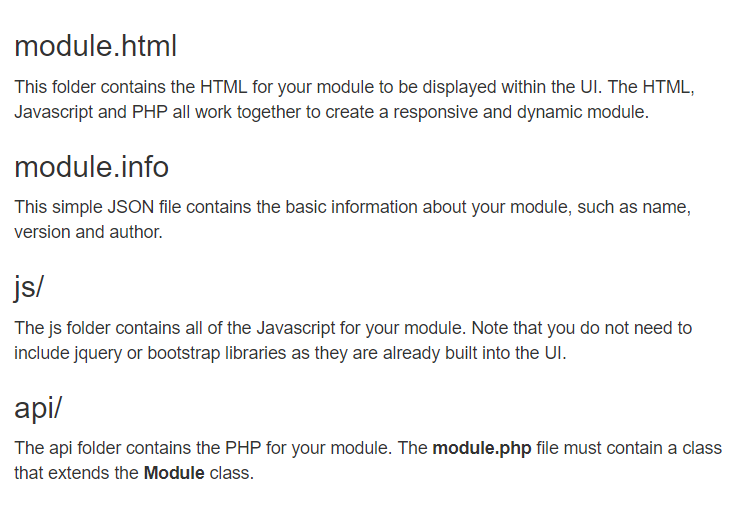 module.html
This folder contains the HTML for your module to be displayed within the UI. The HTML,
Javascript and PHP all work together to create a responsive and dynamic module.
module.info
This simple JSON file contains the basic information about your module, such as name,
version and author.
js/
The js folder contains all of the Javascript for your module. Note that you do not need to
include jquery or bootstrap libraries as they are already built into the UI.
api/
The api folder contains the PHP for your module. The module.php file must contain a class
that extends the Module class.